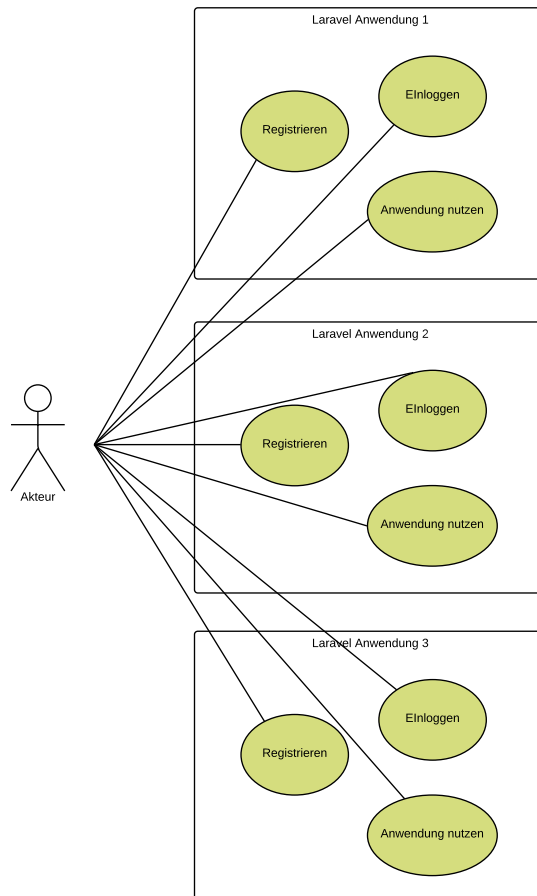 Laravel Anwendung 1
EInloggen
Registrieren
Anwendung nutzen
Laravel Anwendung 2
EInloggen
Registrieren
Anwendung nutzen
Akteur
Laravel Anwendung 3
EInloggen
Registrieren
Anwendung nutzen